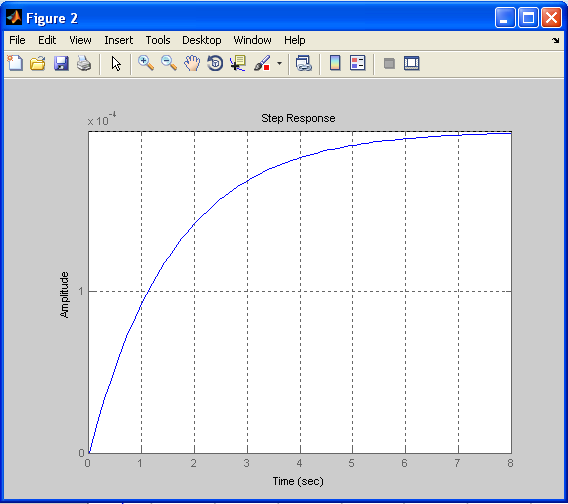 Figure 2
File Edit View Insert Tools Desktop Window Help
x 10^-4
Step Response
1
Amplitude
0
0 1 2 3 4 5 6 7 8
Time (sec)